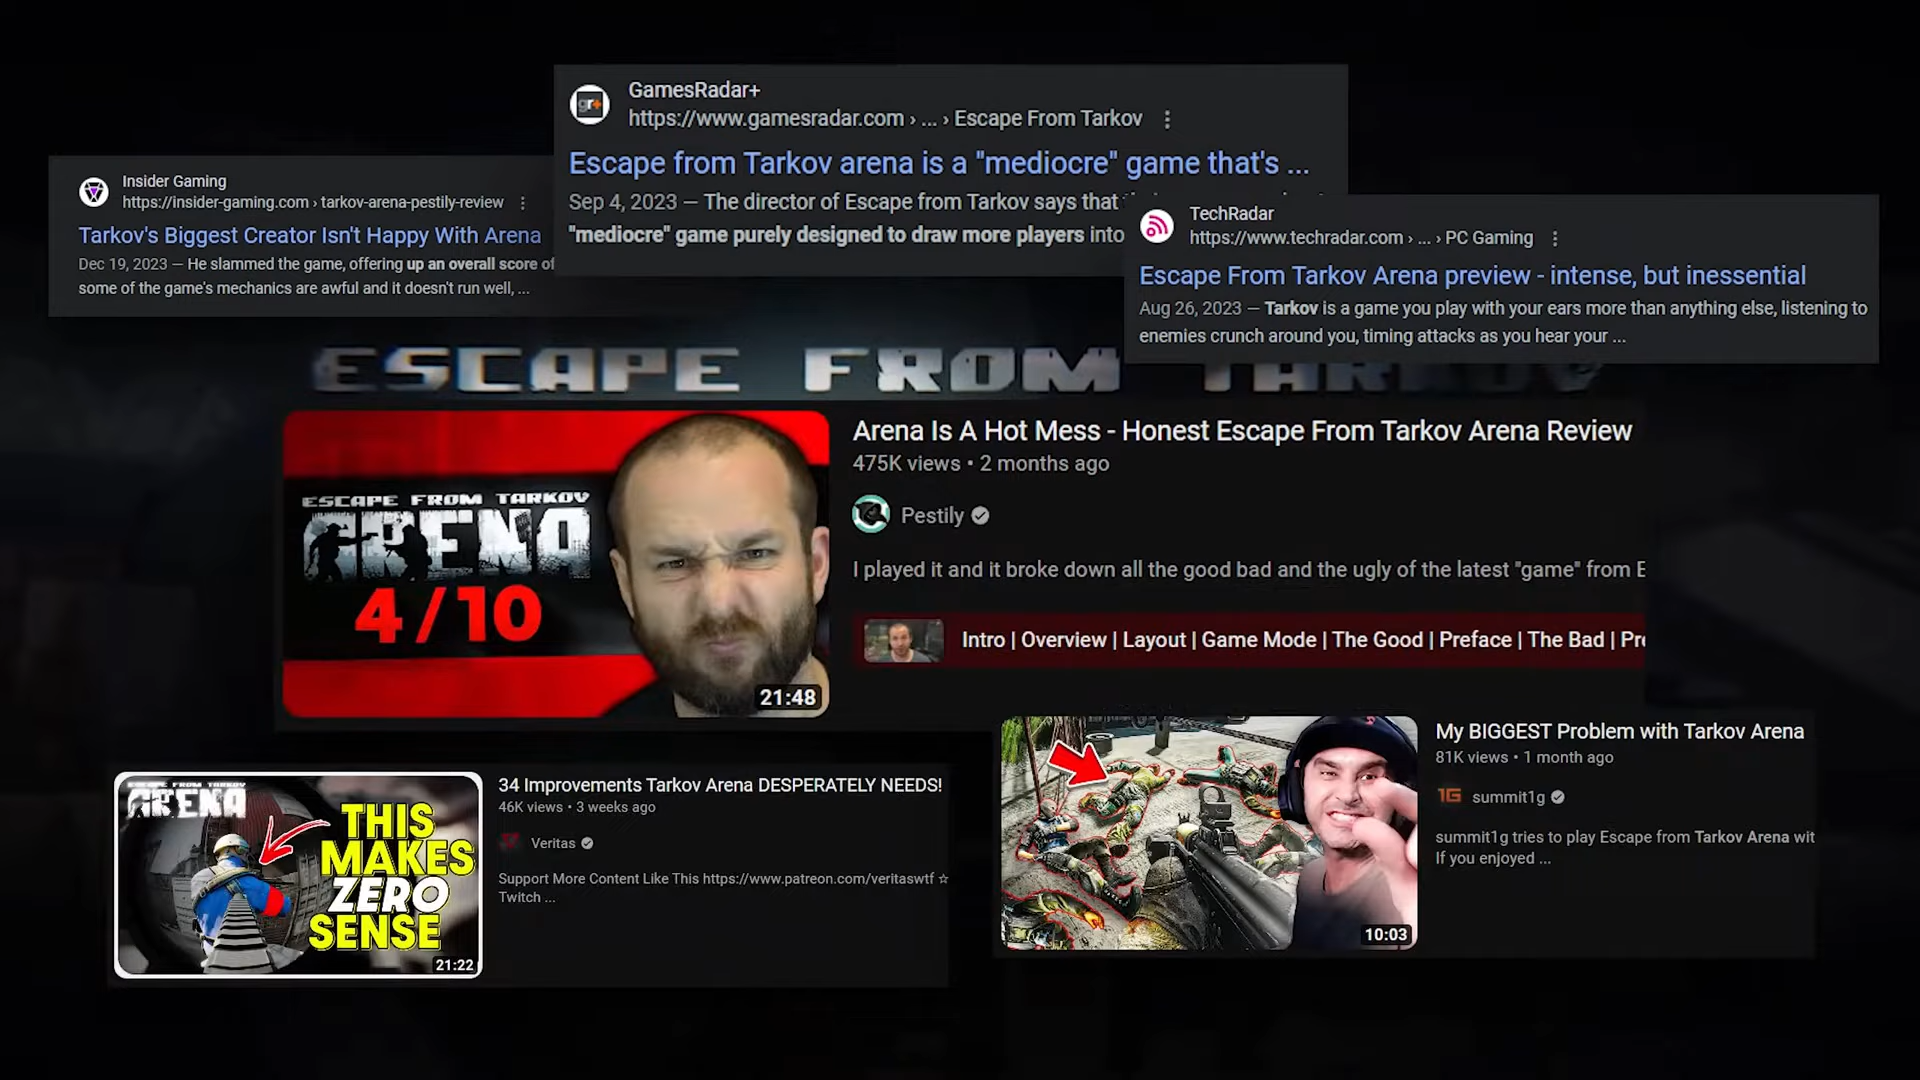 GamesRadar+
https://www.gamesradar.com › ... › Escape From Tarkov
Escape from Tarkov arena is a "mediocre" game that's ...
Sep 4, 2023 — The director of Escape from Tarkov says that
"mediocre" game purely designed to draw more players into
Insider Gaming
https://insider-gaming.com › tarkov-arena-pestily-review
Tarkov's Biggest Creator Isn't Happy With Arena
Dec 19, 2023 — He slammed the game, offering up an overall score of
some of the game's mechanics are awful and it doesn't run well, ...
TechRadar
https://www.techradar.com › ... › PC Gaming
Escape From Tarkov Arena preview - intense, but inessential
Aug 26, 2023 — Tarkov is a game you play with your ears more than anything else, listening to
enemies crunch around you, timing attacks as you hear your ...
ESCAPE FROM TARKOV
ESCAPE FROM TARKOV
ARENA
4/10
21:48
Arena Is A Hot Mess - Honest Escape From Tarkov Arena Review
475K views • 2 months ago
Pestily
I played it and it broke down all the good bad and the ugly of the latest "game" from E
Intro | Overview | Layout | Game Mode | The Good | Preface | The Bad | Pre
ESCAPE FROM TARKOV
ARENA
THIS
MAKES
ZERO
SENSE
21:22
34 Improvements Tarkov Arena DESPERATELY NEEDS!
46K views • 3 weeks ago
Veritas
Support More Content Like This https://www.patreon.com/veritaswtf ☆
Twitch ...
10:03
My BIGGEST Problem with Tarkov Arena
81K views • 1 month ago
1G summit1g
summit1g tries to play Escape from Tarkov Arena wit
If you enjoyed ...